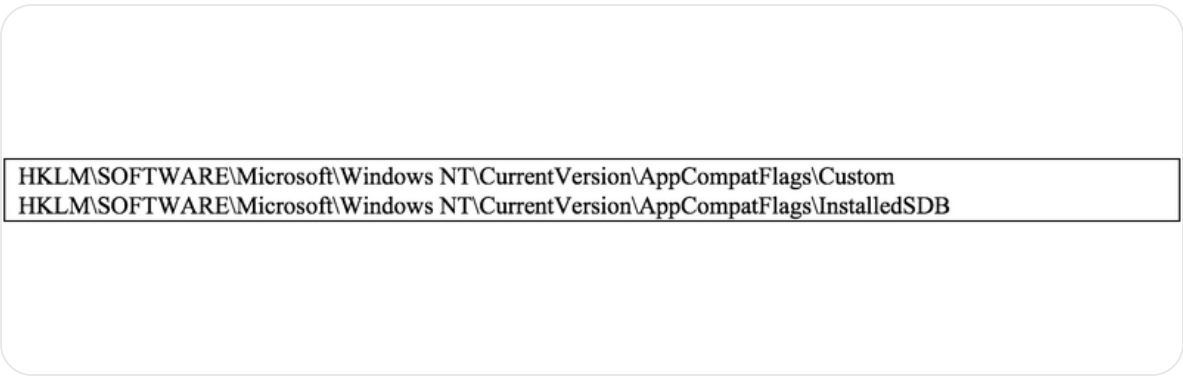 HKLM\SOFTWARE\Microsoft\Windows NT\CurrentVersion\AppCompatFlags\Custom
HKLM\SOFTWARE\Microsoft\Windows NT\CurrentVersion\AppCompatFlags\InstalledSDB